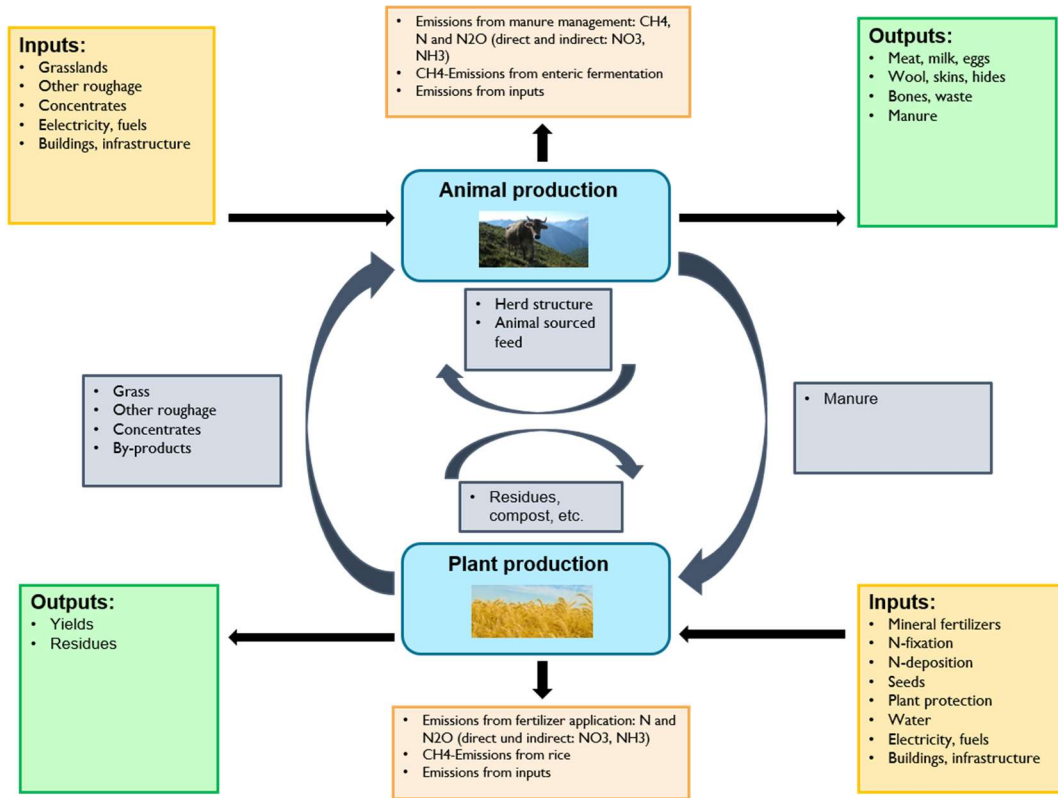 Inputs:
• Grasslands
• Other roughage
• Concentrates
• Eelectricity, fuels
• Buildings, infrastructure
• Emissions from manure management: CH4,
N and N2O (direct and indirect: NO3,
NH3)
• CH4-Emissions from enteric fermentation
• Emissions from inputs
Outputs:
• Meat, milk, eggs
• Wool, skins, hides
• Bones, waste
• Manure
Animal production
• Herd structure
• Animal sourced
feed
• Grass
• Other roughage
• Concentrates
• By-products
• Manure
• Residues,
compost, etc.
Plant production
Outputs:
• Yields
• Residues
• Emissions from fertilizer application: N and
N2O (direct und indirect: NO3, NH3)
• CH4-Emissions from rice
• Emissions from inputs
Inputs:
• Mineral fertilizers
• N-fixation
• N-deposition
• Seeds
• Plant protection
• Water
• Electricity, fuels
• Buildings, infrastructure